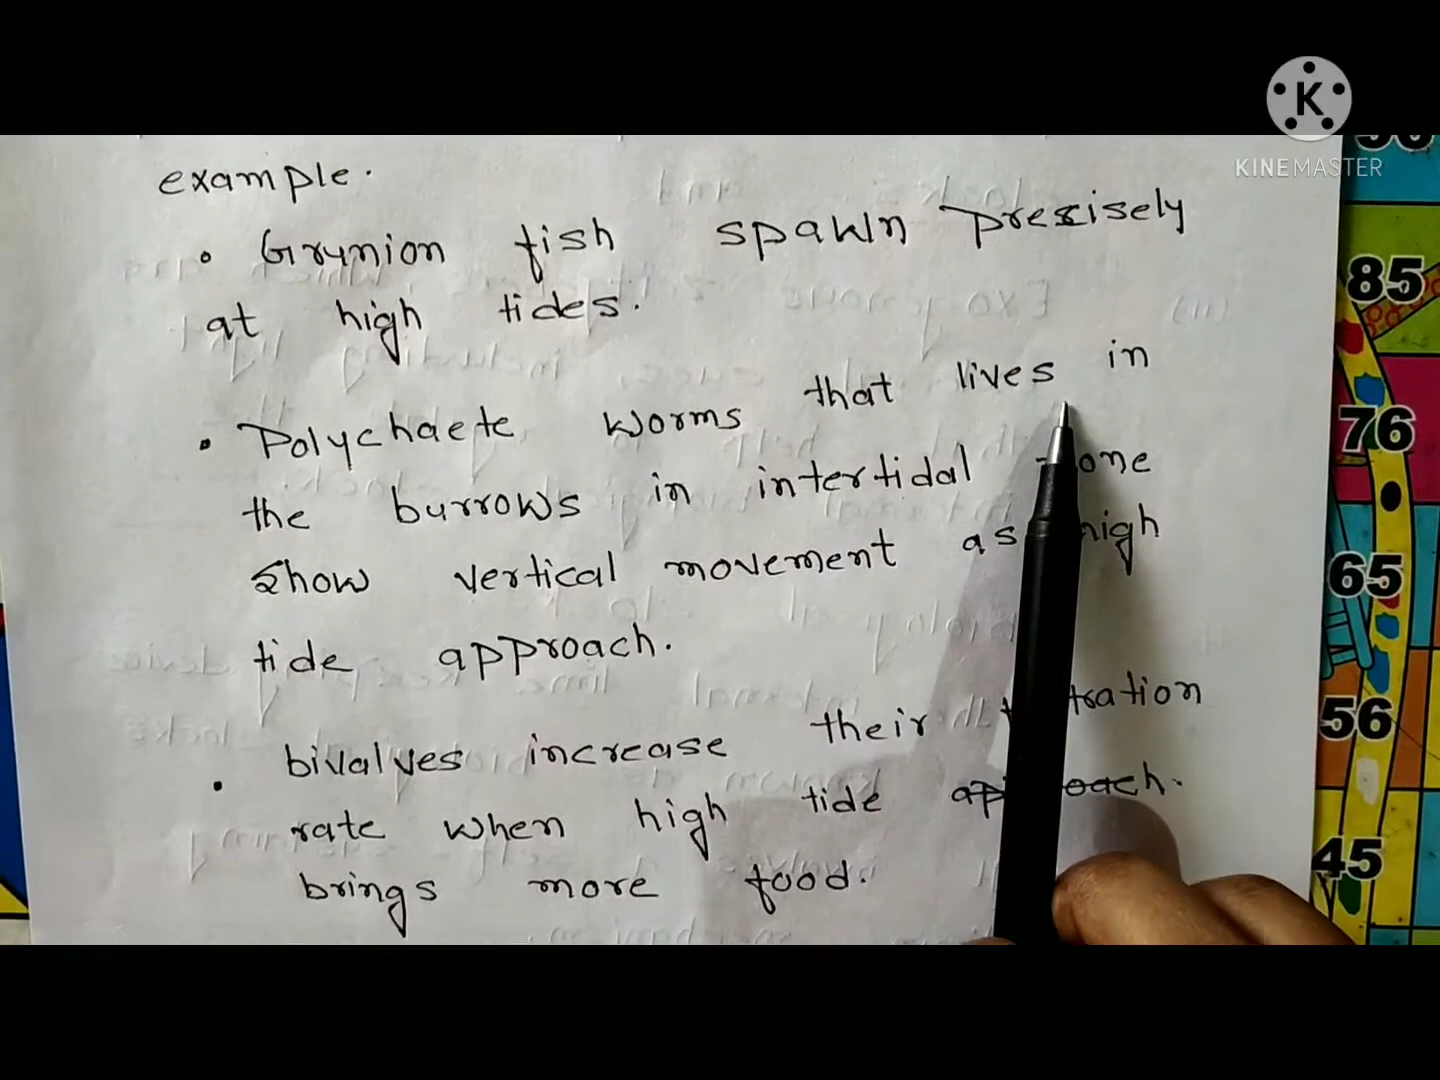 example.
• Grunion fish spawn precisely
at high tides.
• Polychaete worms that lives in
the burrows in intertidal
show vertical movement as high
tide approach.
• bivalves increase their
rate when high tide
brings more food.
K
KINEMASTER
85
76
65
56
45